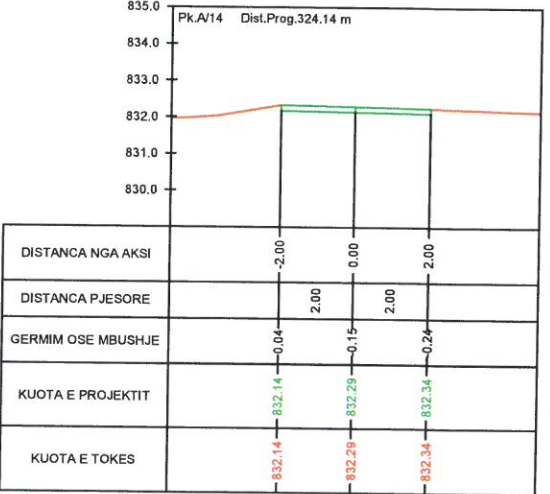 835.0
Pk.A/14 Dist.Prog.324.14 m
834.0
833.0
832.0
831.0
830.0
DISTANCA NGA AKSI -2.00 0.00 2.00
DISTANCA PJESORE 2.00 2.00
GERMIM OSE MBUSHJE -0.04 -0.15 -0.24
KUOTA E PROJEKTIT 832.14 832.29 832.34
KUOTA E TOKES 832.14 832.29 832.34